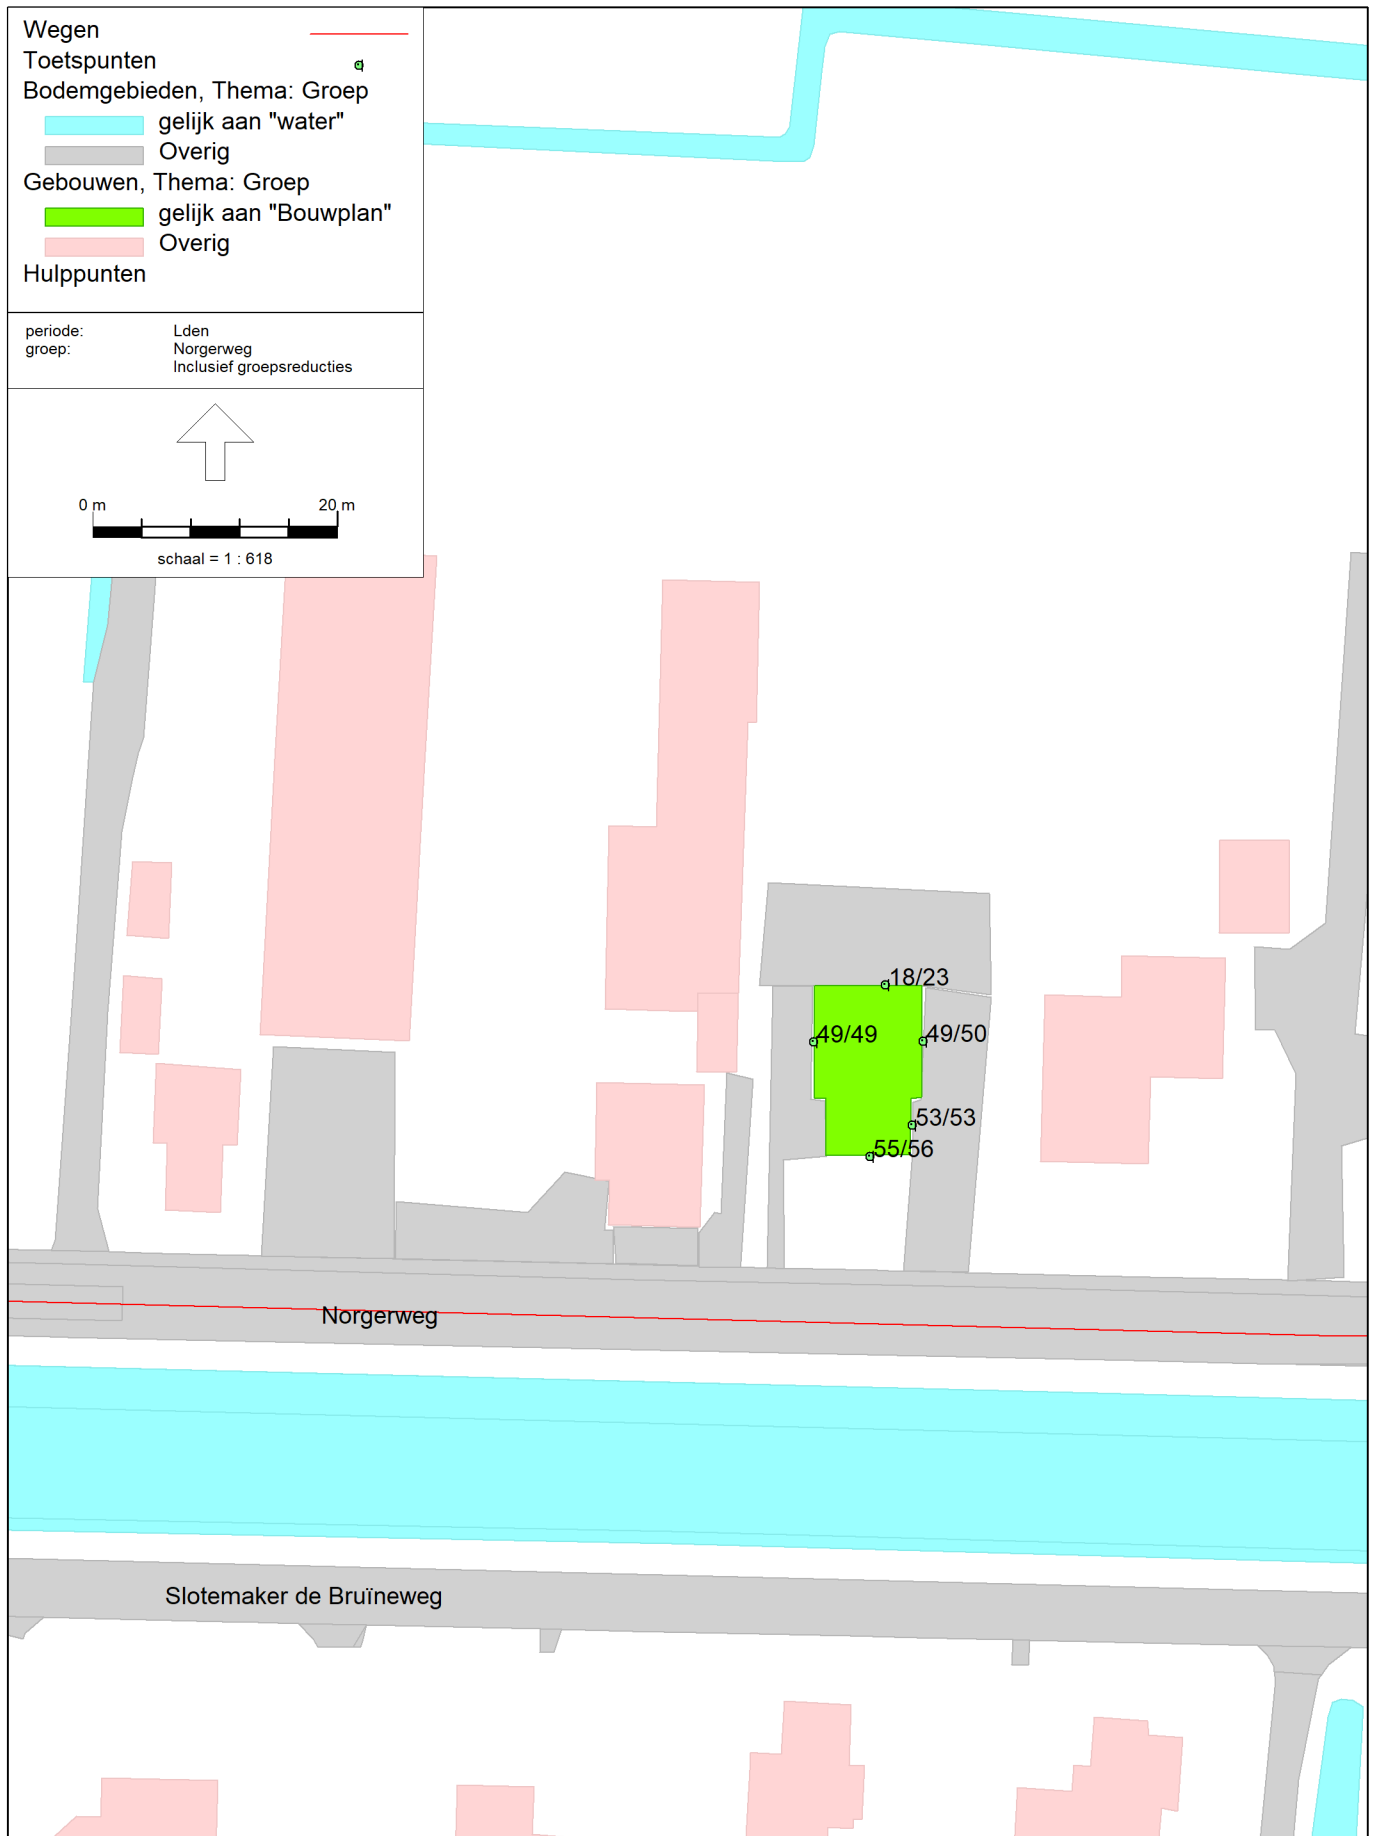 Wegen
Toetspunten
Bodemgebieden, Thema: Groep
gelijk aan "water"
Overig
Gebouwen, Thema: Groep
gelijk aan "Bouwplan"
Overig
Hulppunten
periode: Lden
groep: Norgerweg
Inclusief groepsreducties
0 m 20 m
schaal = 1 : 618
18/23
49/49 49/50
53/53
55/56
Norgerweg
Slotemaker de Bruïneweg